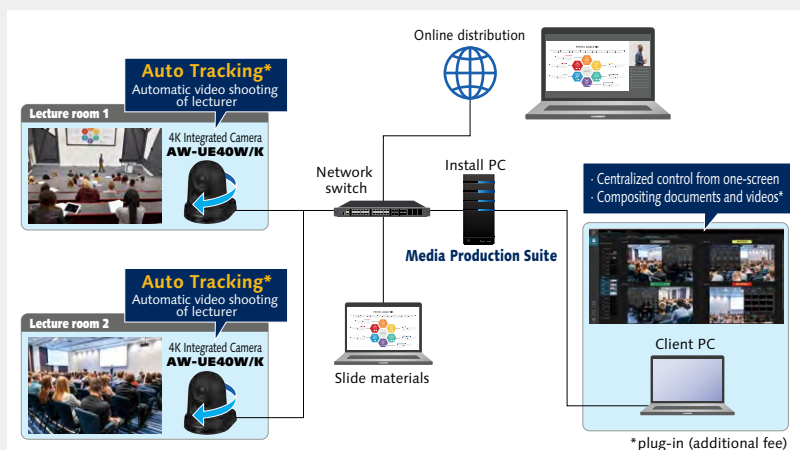 Online distribution
Auto Tracking*
Automatic video shooting
of lecturer
Lecture room 1
4K Integrated Camera
AW-UE40W/K
Network
switch
Install PC
Media Production Suite
· Centralized control from one-screen
· Compositing documents and videos*
Auto Tracking*
Automatic video shooting
of lecturer
Lecture room 2
4K Integrated Camera
AW-UE40W/K
Slide materials
Client PC
*plug-in (additional fee)